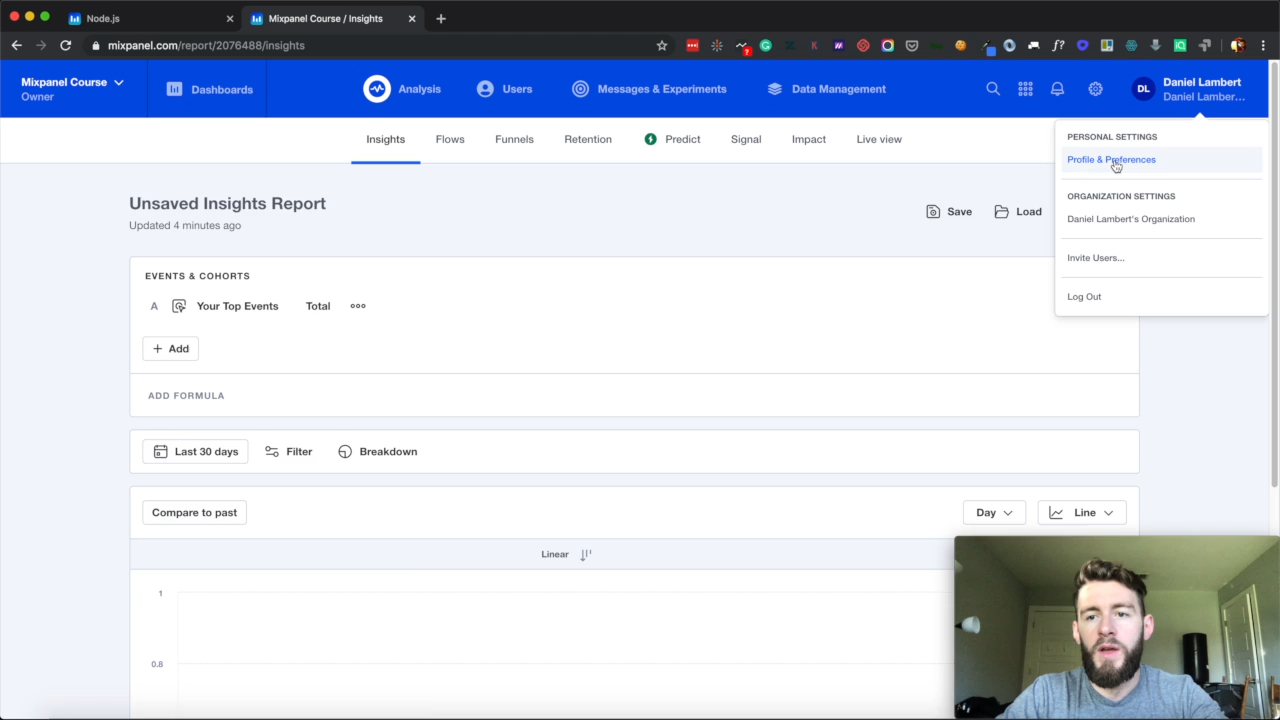 Node.js
Mixpanel Course / Insights
mixpanel.com/report/2076488/insights
7
Mixpanel Course
Owner
Dashboards
Analysis
Users
Messages & Experiments
Data Management
DL
Daniel Lambert
Daniel Lamber...
Insights
Flows
Funnels
Retention
Predict
Signal
Impact
Live view
PERSONAL SETTINGS
Profile & Preferences
ORGANIZATION SETTINGS
Daniel Lambert's Organization
Invite Users...
Log Out
Unsaved Insights Report
Updated 4 minutes ago
Save
Load
EVENTS & COHORTS
A
Your Top Events
Total
+ Add
ADD FORMULA
Last 30 days
Filter
Breakdown
Compare to past
Day
Line
Linear
1
0.8